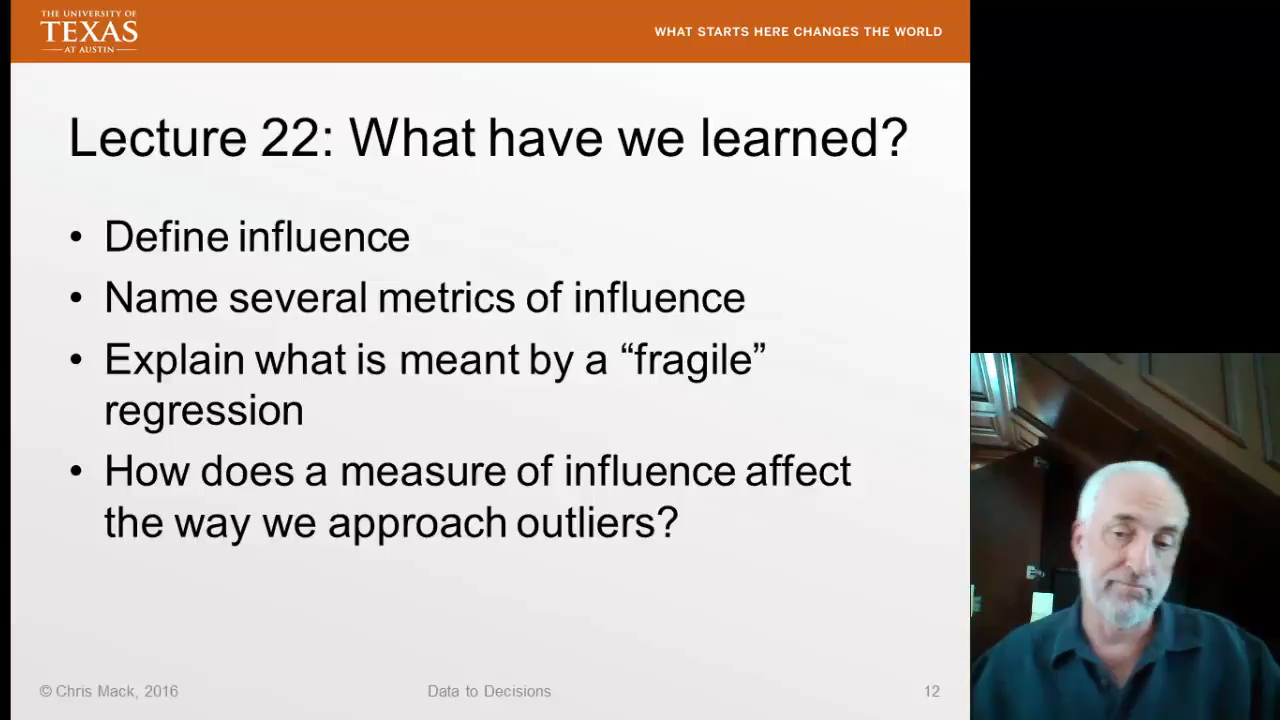 THE UNIVERSITY OF
TEXAS
AT AUSTIN
WHAT STARTS HERE CHANGES THE WORLD
Lecture 22: What have we learned?
• Define influence
• Name several metrics of influence
• Explain what is meant by a “fragile”
regression
• How does a measure of influence affect
the way we approach outliers?
© Chris Mack, 2016
Data to Decisions
12